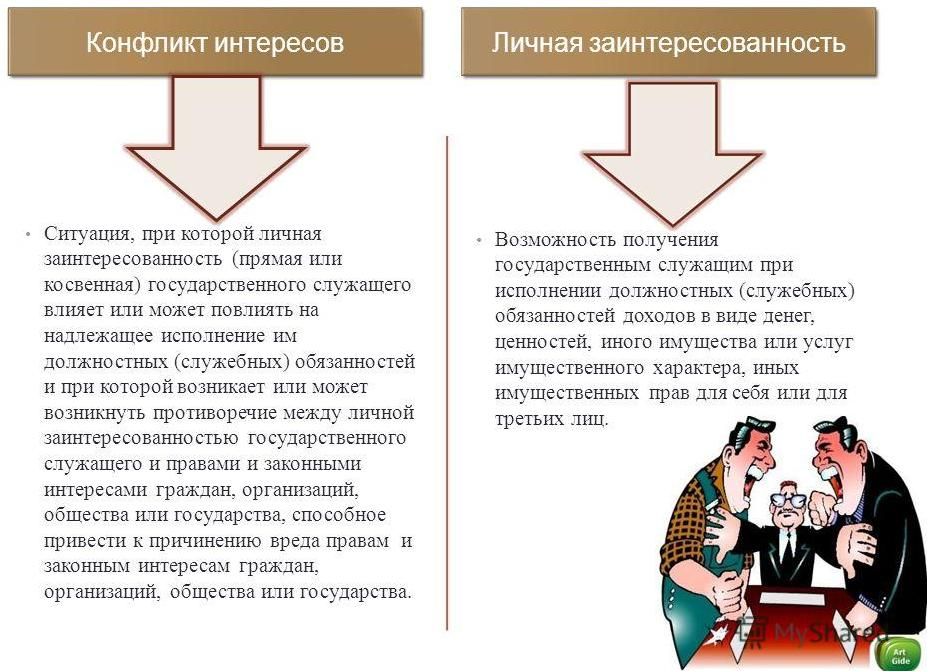 Конфликт интересов
Личная заинтересованность
• Ситуация, при которой личная
заинтересованность (прямая или
косвенная) государственного служащего
влияет или может повлиять на
надлежащее исполнение им
должностных (служебных) обязанностей
и при которой возникает или может
возникнуть противоречие между личной
заинтересованностью государственного
служащего и правами и законными
интересами граждан, организаций,
общества или государства, способное
привести к причинению вреда правам и
законным интересам граждан,
организаций, общества или государства.
• Возможность получения
государственным служащим при
исполнении должностных (служебных)
обязанностей доходов в виде денег,
ценностей, иного имущества или услуг
имущественного характера, иных
имущественных прав для себя или для
третьих лиц.
MyShared
Art
Gide